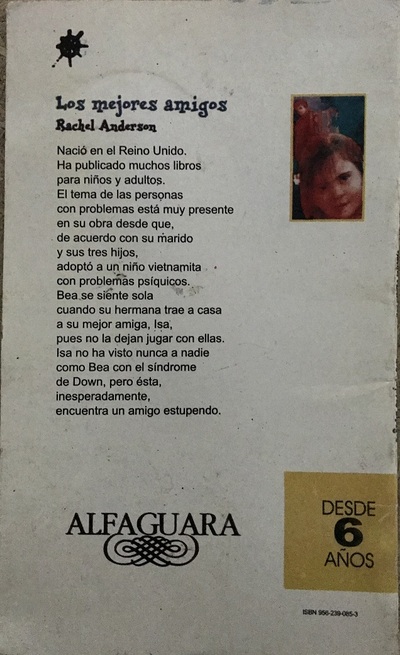 Los mejores amigos
Rachel Anderson
Nació en el Reino Unido.
Ha publicado muchos libros
para niños y adultos.
El tema de las personas
con problemas está muy presente
en su obra desde que,
de acuerdo con su marido
y sus tres hijos,
adoptó a un niño vietnamita
con problemas psíquicos.
Bea se siente sola
cuando su hermana trae a casa
a su mejor amiga, Isa,
pues no la dejan jugar con ellas.
Isa no ha visto nunca a nadie
como Bea con el síndrome
de Down, pero ésta,
inesperadamente,
encuentra un amigo estupendo.
ALFAGUARA
DESDE
6
AÑOS
ISBN 956-239-085-3